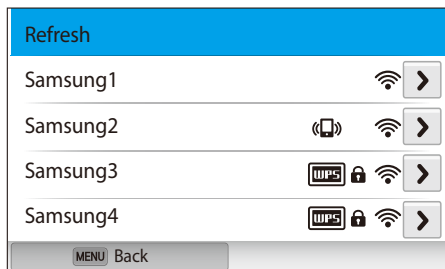 Refresh
Samsung1
Samsung2
Samsung3 WPS
Samsung4 WPS
MENU Back